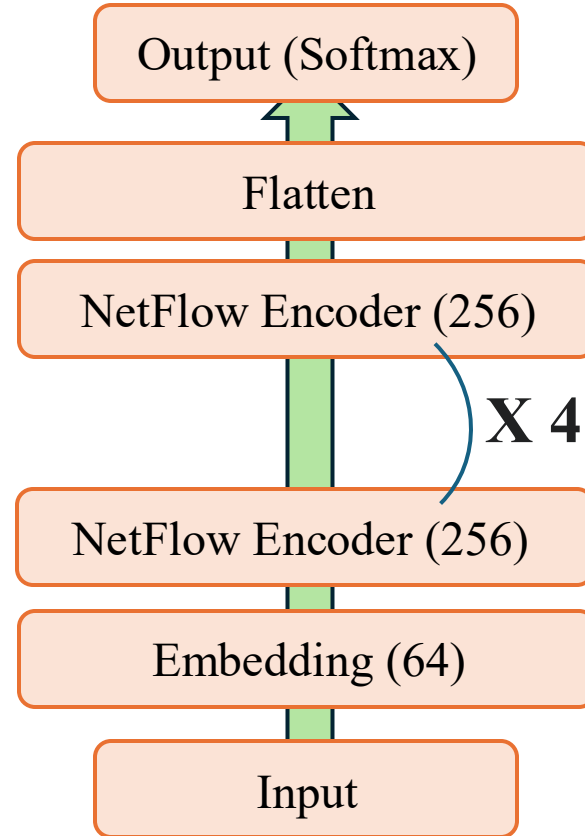 Output (Softmax)
Flatten
NetFlow Encoder (256)
X 4
NetFlow Encoder (256)
Embedding (64)
Input